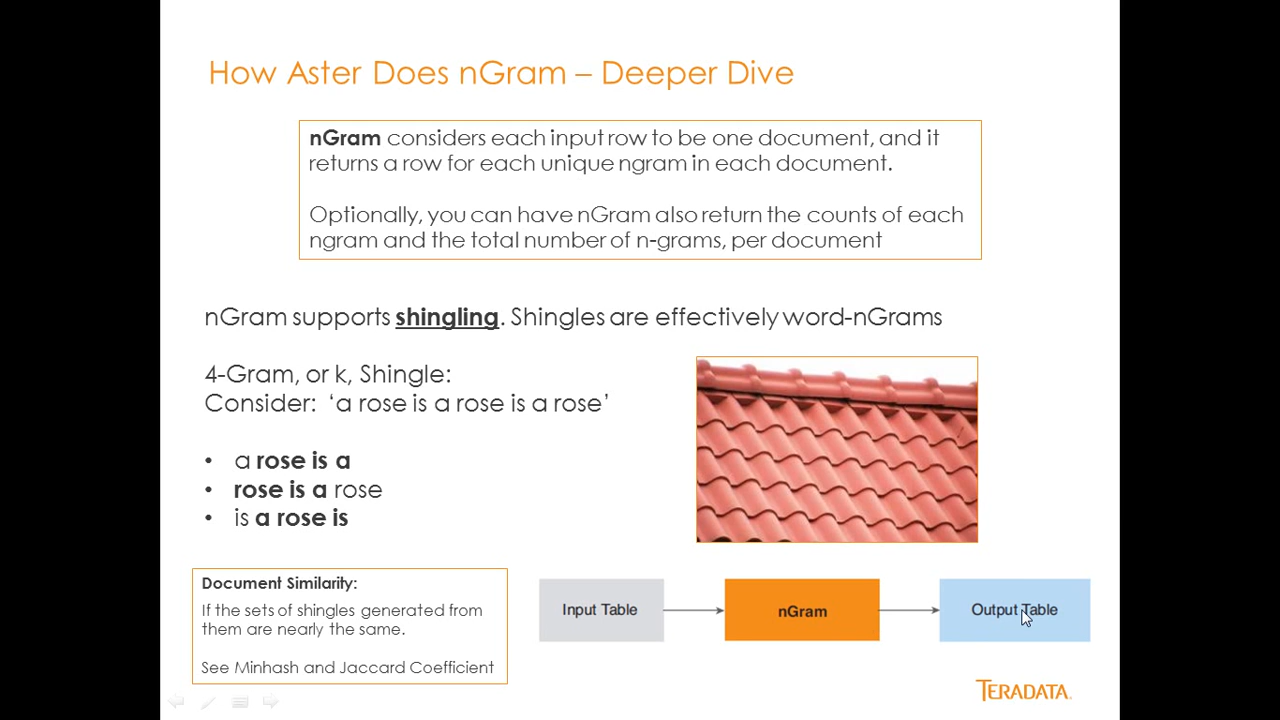 How Aster Does nGram – Deeper Dive
nGram considers each input row to be one document, and it
returns a row for each unique ngram in each document.
Optionally, you can have nGram also return the counts of each
ngram and the total number of n-grams, per document
nGram supports shingling. Shingles are effectively word-nGrams
4-Gram, or k, Shingle:
Consider: ‘a rose is a rose is a rose’
• a rose is a
• rose is a rose
• is a rose is
Document Similarity:
If the sets of shingles generated from
them are nearly the same.
See Minhash and Jaccard Coefficient
Input Table
nGram
Output Table
TERADATA.